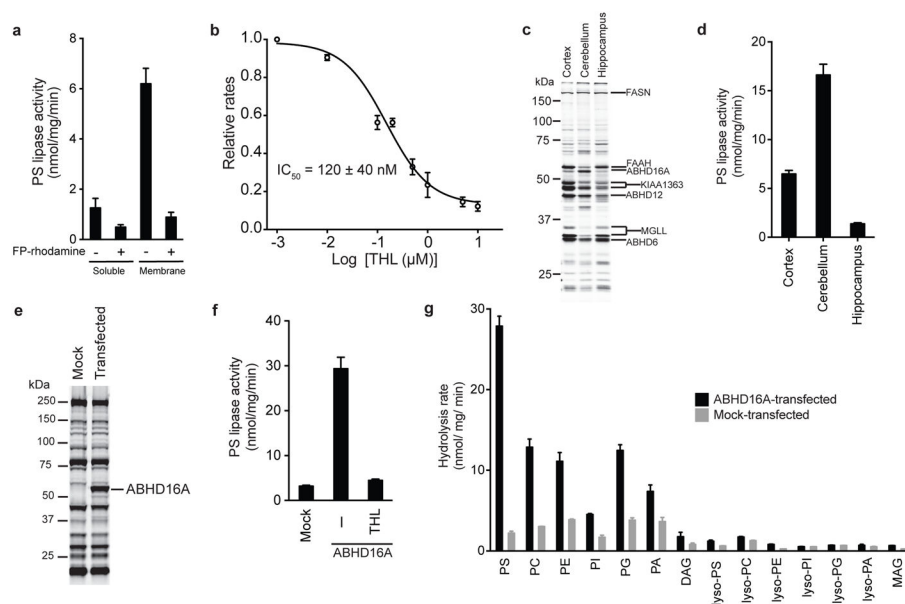 a
PS lipase activity
(nmol/mg/min)
8
6
4
2
0
FP-rhodamine
- + - +
Soluble Membrane
b
Relative rates
1.0
0.8
0.6
0.4
0.2
0.0
IC50 = 120 ± 40 nM
-3 -2 -1 0 1
Log [THL (µM)]
c
Cortex
Cerebellum
Hippocampus
kDa
150
100
75
50
37
25
FASN
FAAH
ABHD16A
KIAA1363
ABHD12
MGLL
ABHD6
d
PS lipase activity
(nmol/mg/min)
20
15
10
5
0
Cortex
Cerebellum
Hippocampus
e
Mock
Transfected
kDa
250
150
100
75
50
37
25
ABHD16A
f
PS lipase activity
(nmol/mg/min)
40
30
20
10
0
Mock
–
THL
ABHD16A
g
Hydrolysis rate
(nmol/ mg/ min)
30
20
10
0
ABHD16A-transfected
Mock-transfected
PS
PC
PE
PI
PG
PA
DAG
lyso-PS
lyso-PC
lyso-PE
lyso-PI
lyso-PG
lyso-PA
MAG